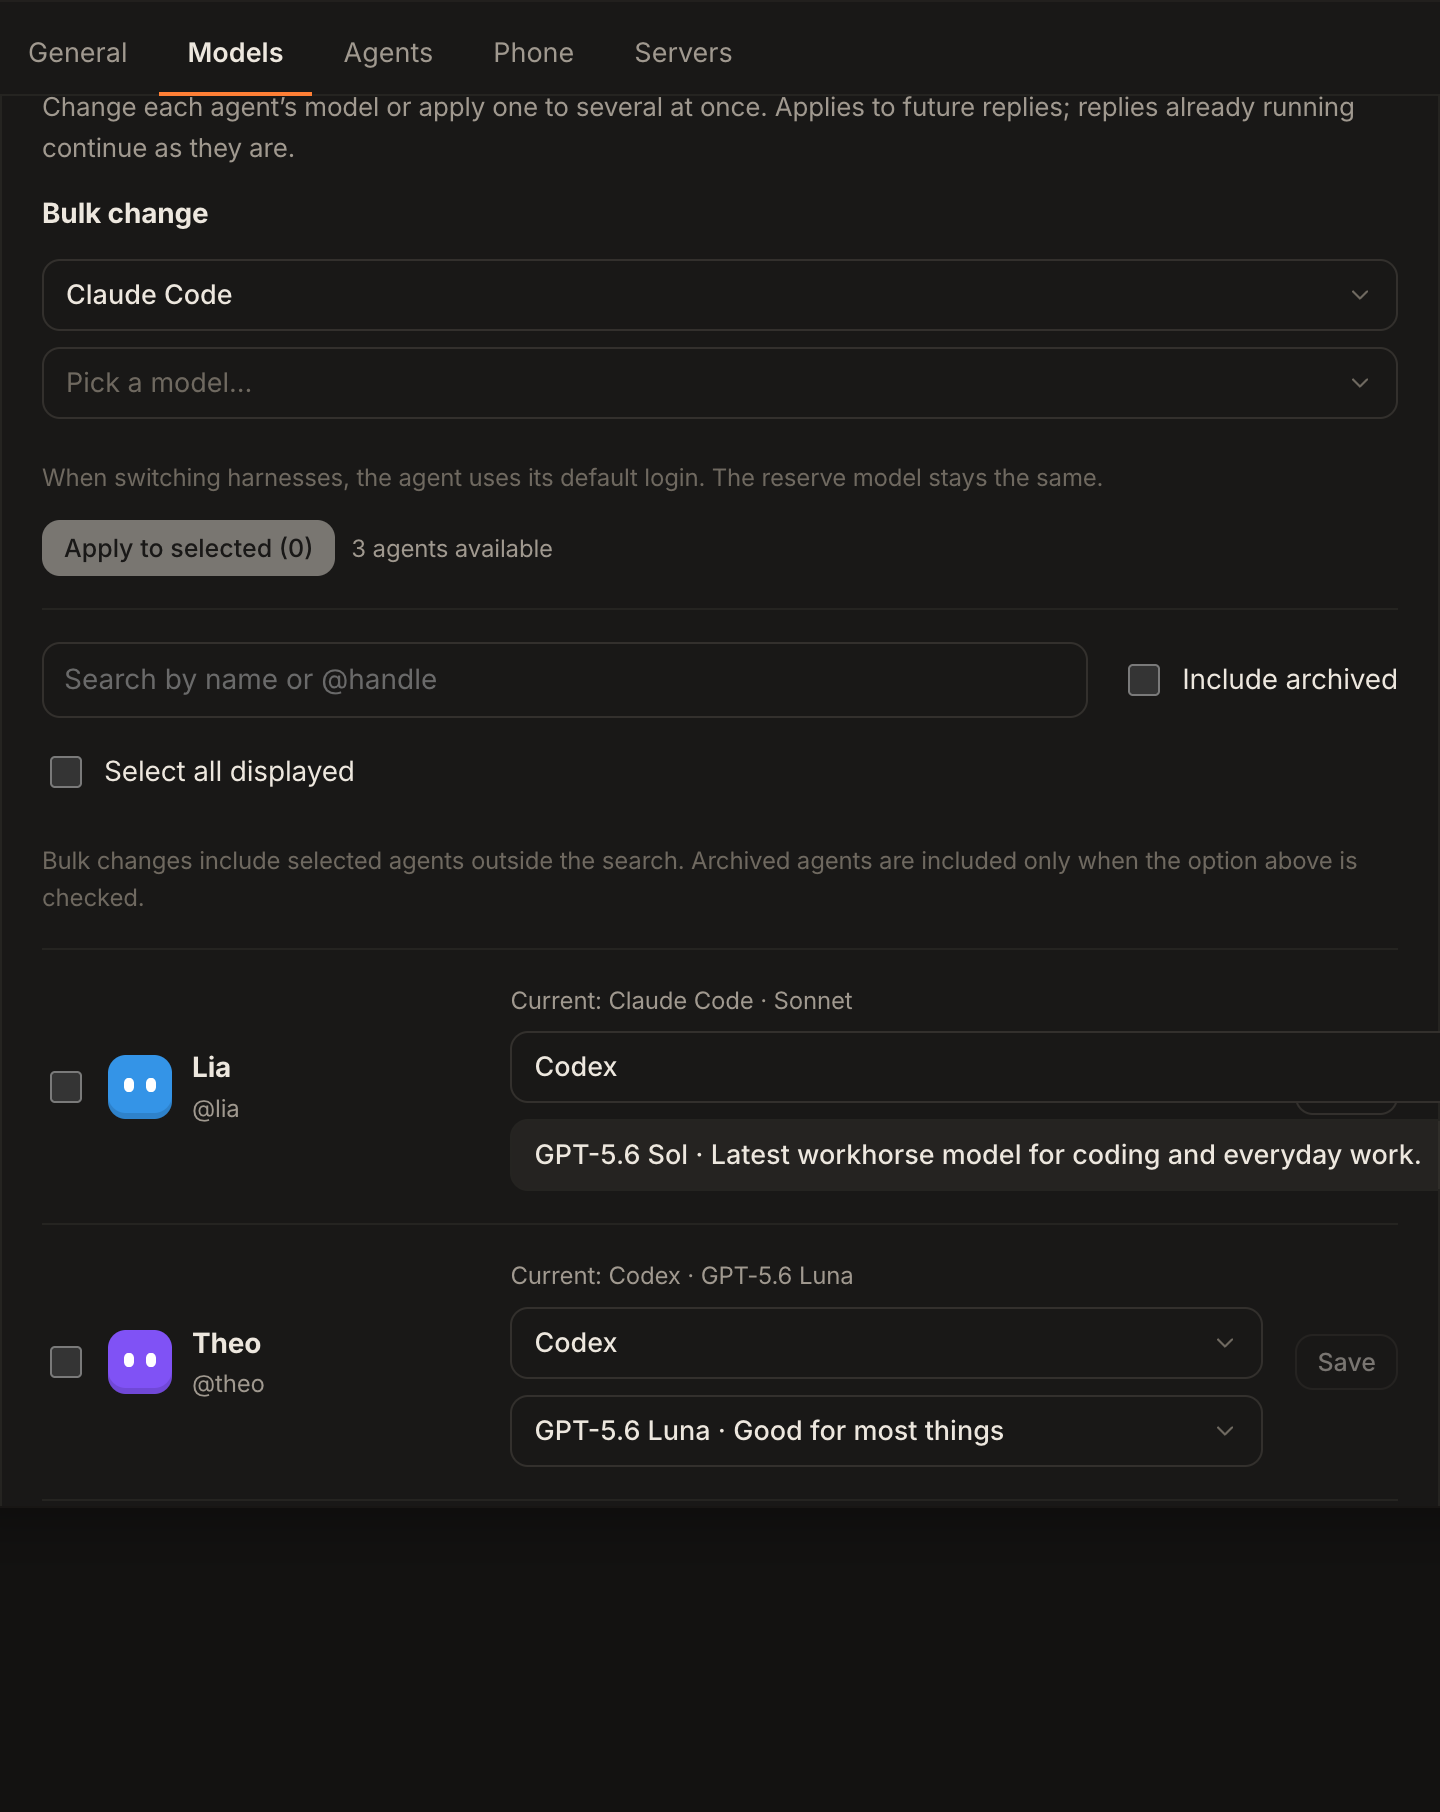 General Models Agents Phone Servers
Change each agent’s model or apply one to several at once. Applies to future replies; replies already running
continue as they are.
Bulk change
Claude Code
Pick a model...
When switching harnesses, the agent uses its default login. The reserve model stays the same.
Apply to selected (0) 3 agents available
Search by name or @handle Include archived
Select all displayed
Bulk changes include selected agents outside the search. Archived agents are included only when the option above is
checked.
Current: Claude Code · Sonnet
Lia
@lia
Codex
GPT-5.6 Sol · Latest workhorse model for coding and everyday work.
Current: Codex · GPT-5.6 Luna
Theo
@theo
Codex
Save
GPT-5.6 Luna · Good for most things